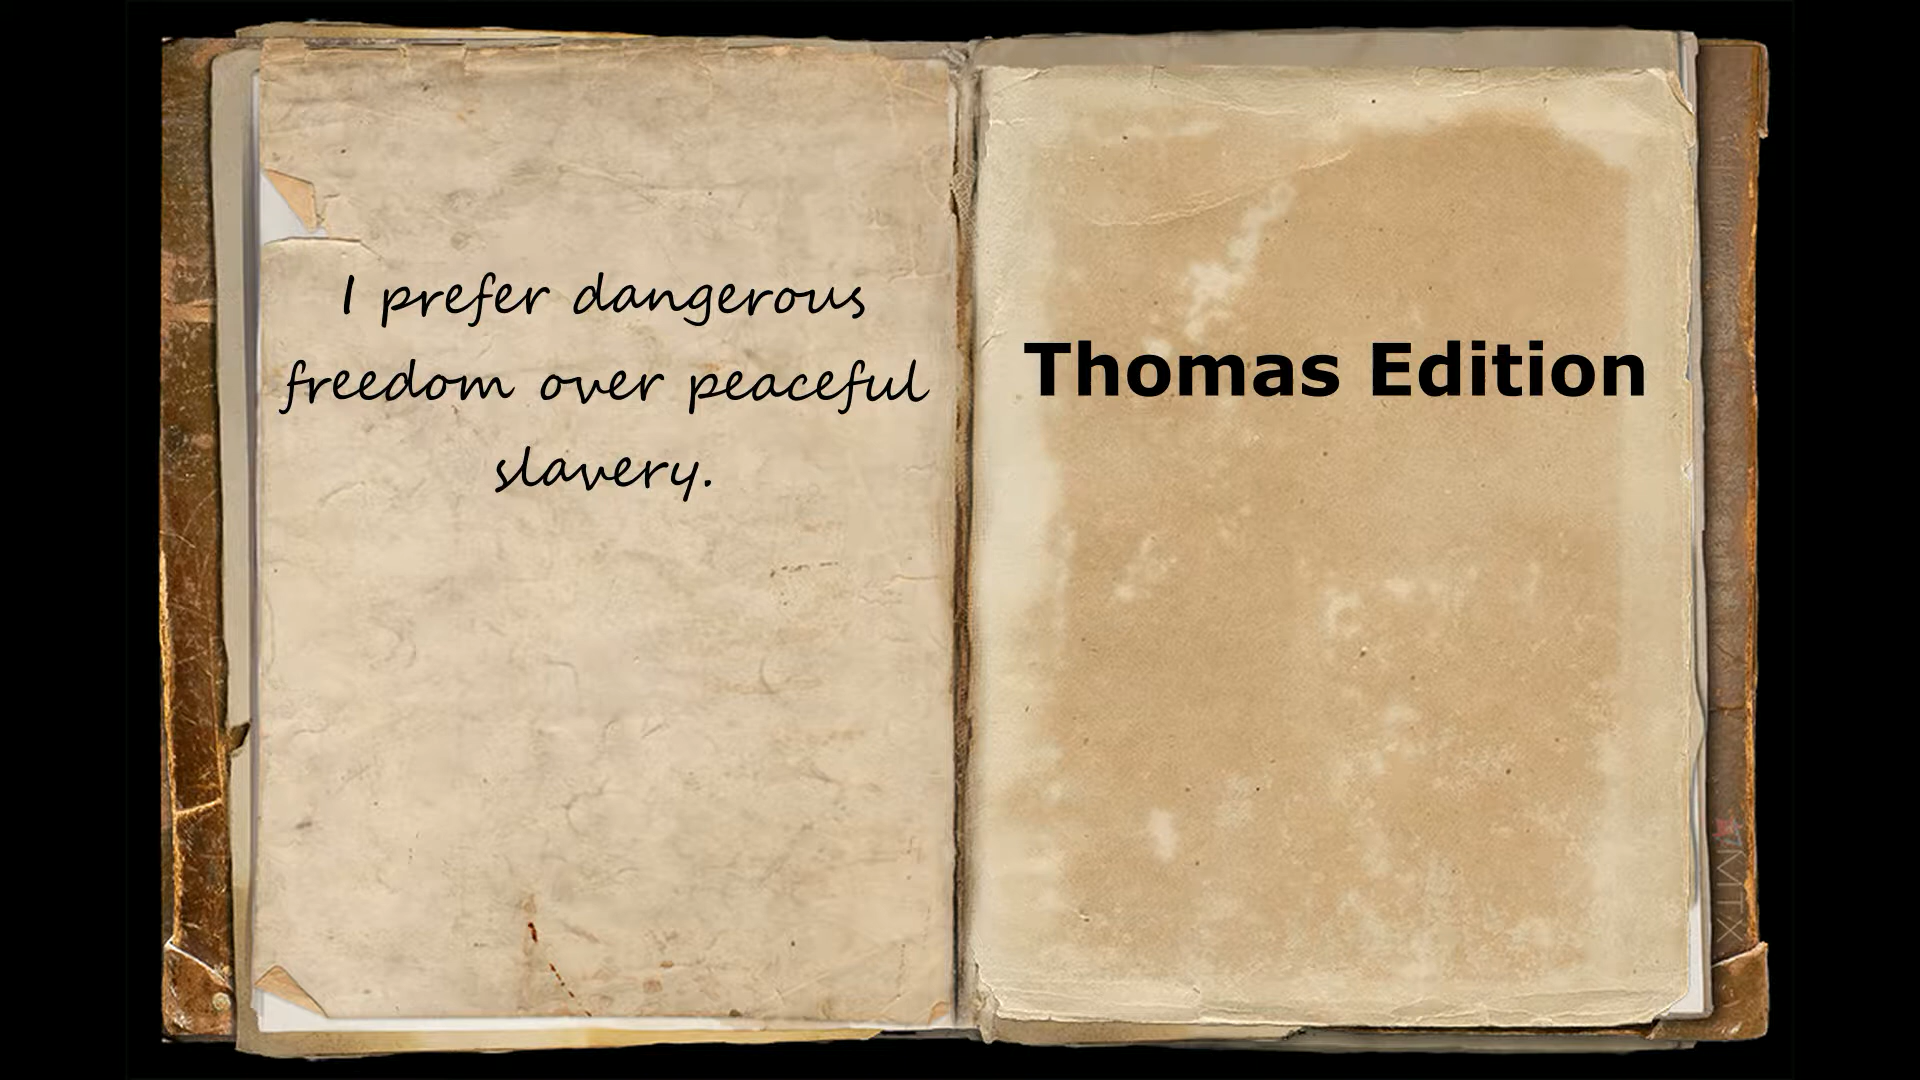 I prefer dangerous
freedom over peaceful
slavery.
Thomas Edition